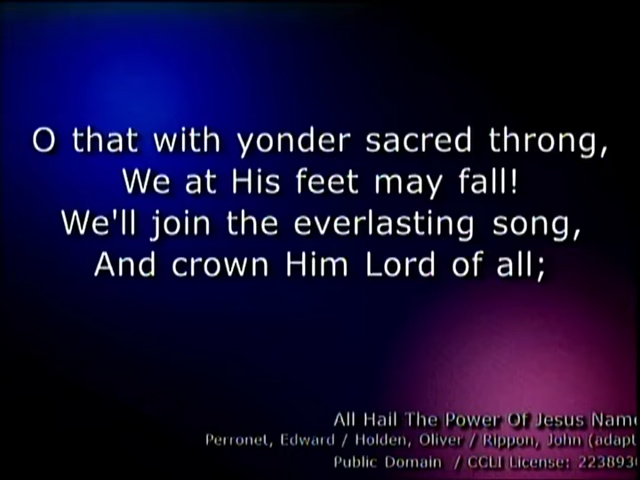 O that with yonder sacred throng,
We at His feet may fall!
We'll join the everlasting song,
And crown Him Lord of all;
All Hail The Power Of Jesus Name
Perronet, Edward / Holden, Oliver / Rippon, John (adapt
Public Domain / CCLI License: 223893